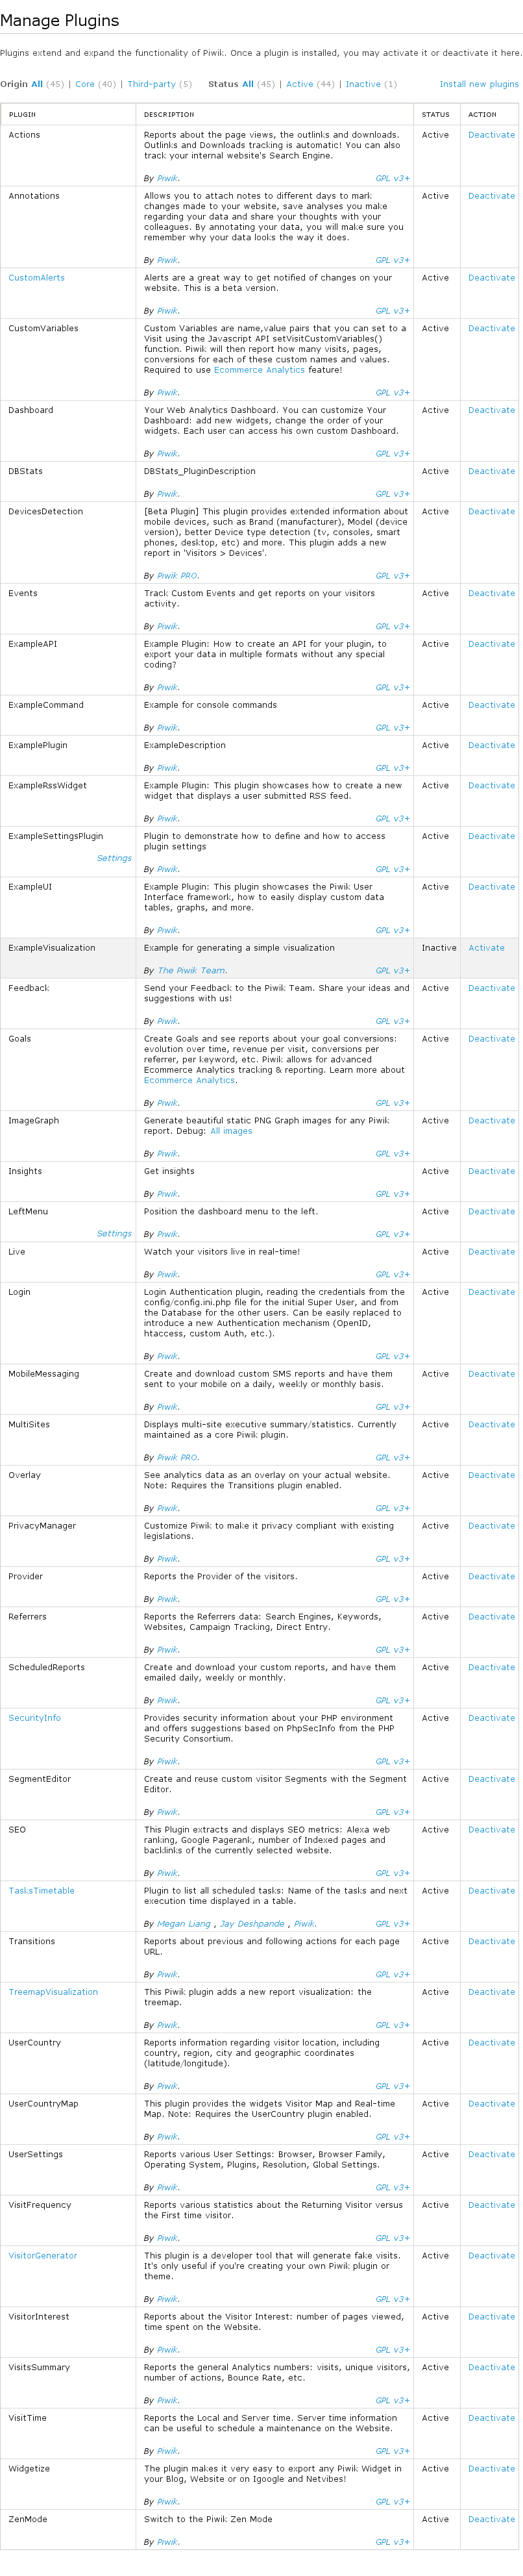 Manage Plugins
Plugins extend and expand the functionality of Piwik. Once a plugin is installed, you may activate it or deactivate it here.
Origin All (45) | Core (40) | Third-party (5) Status All (45) | Active (44) | Inactive (1) Install new plugins
PLUGIN DESCRIPTION STATUS ACTION
Actions Reports about the page views, the outlinks and downloads. Active Deactivate
Outlinks and Downloads tracking is automatic! You can also
track your internal website's Search Engine.
By Piwik. GPL v3+
Annotations Allows you to attach notes to different days to mark Active Deactivate
changes made to your website, save analyses you make
regarding your data and share your thoughts with your
colleagues. By annotating your data, you will make sure you
remember why your data looks the way it does.
By Piwik. GPL v3+
CustomAlerts Alerts are a great way to get notified of changes on your Active Deactivate
website. This is a beta version.
By Piwik. GPL v3+
CustomVariables Custom Variables are name,value pairs that you can set to a Active Deactivate
Visit using the Javascript API setVisitCustomVariables()
function. Piwik will then report how many visits, pages,
conversions for each of these custom names and values.
Required to use Ecommerce Analytics feature!
By Piwik. GPL v3+
Dashboard Your Web Analytics Dashboard. You can customize Your Active Deactivate
Dashboard: add new widgets, change the order of your
widgets. Each user can access his own custom Dashboard.
By Piwik. GPL v3+
DBStats DBStats_PluginDescription Active Deactivate
By Piwik. GPL v3+
DevicesDetection [Beta Plugin] This plugin provides extended information about Active Deactivate
mobile devices, such as Brand (manufacturer), Model (device
version), better Device type detection (tv, consoles, smart
phones, desktop, etc) and more. This plugin adds a new
report in 'Visitors > Devices'.
By Piwik PRO. GPL v3+
Events Track Custom Events and get reports on your visitors Active Deactivate
activity.
By Piwik. GPL v3+
ExampleAPI Example Plugin: How to create an API for your plugin, to Active Deactivate
export your data in multiple formats without any special
coding?
By Piwik. GPL v3+
ExampleCommand Example for console commands Active Deactivate
By Piwik. GPL v3+
ExamplePlugin ExampleDescription Active Deactivate
By Piwik. GPL v3+
ExampleRssWidget Example Plugin: This plugin showcases how to create a new Active Deactivate
widget that displays a user submitted RSS feed.
By Piwik. GPL v3+
ExampleSettingsPlugin Plugin to demonstrate how to define and how to access Active Deactivate
plugin settings
Settings By Piwik. GPL v3+
ExampleUI Example Plugin: This plugin showcases the Piwik User Active Deactivate
Interface framework, how to easily display custom data
tables, graphs, and more.
By Piwik. GPL v3+
ExampleVisualization Example for generating a simple visualization Inactive Activate
By The Piwik Team. GPL v3+
Feedback Send your Feedback to the Piwik Team. Share your ideas and Active Deactivate
suggestions with us!
By Piwik. GPL v3+
Goals Create Goals and see reports about your goal conversions: Active Deactivate
evolution over time, revenue per visit, conversions per
referrer, per keyword, etc. Piwik allows for advanced
Ecommerce Analytics tracking & reporting. Learn more about
Ecommerce Analytics.
By Piwik. GPL v3+
ImageGraph Generate beautiful static PNG Graph images for any Piwik Active Deactivate
report. Debug: All images
By Piwik. GPL v3+
Insights Get insights Active Deactivate
By Piwik. GPL v3+
LeftMenu Position the dashboard menu to the left. Active Deactivate
Settings By Piwik. GPL v3+
Live Watch your visitors live in real-time! Active Deactivate
By Piwik. GPL v3+
Login Login Authentication plugin, reading the credentials from the Active Deactivate
config/config.ini.php file for the initial Super User, and from
the Database for the other users. Can be easily replaced to
introduce a new Authentication mechanism (OpenID,
htaccess, custom Auth, etc.).
By Piwik. GPL v3+
MobileMessaging Create and download custom SMS reports and have them Active Deactivate
sent to your mobile on a daily, weekly or monthly basis.
By Piwik. GPL v3+
MultiSites Displays multi-site executive summary/statistics. Currently Active Deactivate
maintained as a core Piwik plugin.
By Piwik PRO. GPL v3+
Overlay See analytics data as an overlay on your actual website. Active Deactivate
Note: Requires the Transitions plugin enabled.
By Piwik. GPL v3+
PrivacyManager Customize Piwik to make it privacy compliant with existing Active Deactivate
legislations.
By Piwik. GPL v3+
Provider Reports the Provider of the visitors. Active Deactivate
By Piwik. GPL v3+
Referrers Reports the Referrers data: Search Engines, Keywords, Active Deactivate
Websites, Campaign Tracking, Direct Entry.
By Piwik. GPL v3+
ScheduledReports Create and download your custom reports, and have them Active Deactivate
emailed daily, weekly or monthly.
By Piwik. GPL v3+
SecurityInfo Provides security information about your PHP environment Active Deactivate
and offers suggestions based on PhpSecInfo from the PHP
Security Consortium.
By Piwik. GPL v3+
SegmentEditor Create and reuse custom visitor Segments with the Segment Active Deactivate
Editor.
By Piwik. GPL v3+
SEO This Plugin extracts and displays SEO metrics: Alexa web Active Deactivate
ranking, Google Pagerank, number of Indexed pages and
backlinks of the currently selected website.
By Piwik. GPL v3+
TasksTimetable Plugin to list all scheduled tasks: Name of the tasks and next Active Deactivate
execution time displayed in a table.
By Megan Liang , Jay Deshpande , Piwik. GPL v3+
Transitions Reports about previous and following actions for each page Active Deactivate
URL.
By Piwik. GPL v3+
TreemapVisualization This Piwik plugin adds a new report visualization: the Active Deactivate
treemap.
By Piwik. GPL v3+
UserCountry Reports information regarding visitor location, including Active Deactivate
country, region, city and geographic coordinates
(latitude/longitude).
By Piwik. GPL v3+
UserCountryMap This plugin provides the widgets Visitor Map and Real-time Active Deactivate
Map. Note: Requires the UserCountry plugin enabled.
By Piwik. GPL v3+
UserSettings Reports various User Settings: Browser, Browser Family, Active Deactivate
Operating System, Plugins, Resolution, Global Settings.
By Piwik. GPL v3+
VisitFrequency Reports various statistics about the Returning Visitor versus Active Deactivate
the First time visitor.
By Piwik. GPL v3+
VisitorGenerator This plugin is a developer tool that will generate fake visits. Active Deactivate
It's only useful if you're creating your own Piwik plugin or
theme.
By Piwik. GPL v3+
VisitorInterest Reports about the Visitor Interest: number of pages viewed, Active Deactivate
time spent on the Website.
By Piwik. GPL v3+
VisitsSummary Reports the general Analytics numbers: visits, unique visitors, Active Deactivate
number of actions, Bounce Rate, etc.
By Piwik. GPL v3+
VisitTime Reports the Local and Server time. Server time information Active Deactivate
can be useful to schedule a maintenance on the Website.
By Piwik. GPL v3+
Widgetize The plugin makes it very easy to export any Piwik Widget in Active Deactivate
your Blog, Website or on Igoogle and Netvibes!
By Piwik. GPL v3+
ZenMode Switch to the Piwik Zen Mode Active Deactivate
By Piwik. GPL v3+